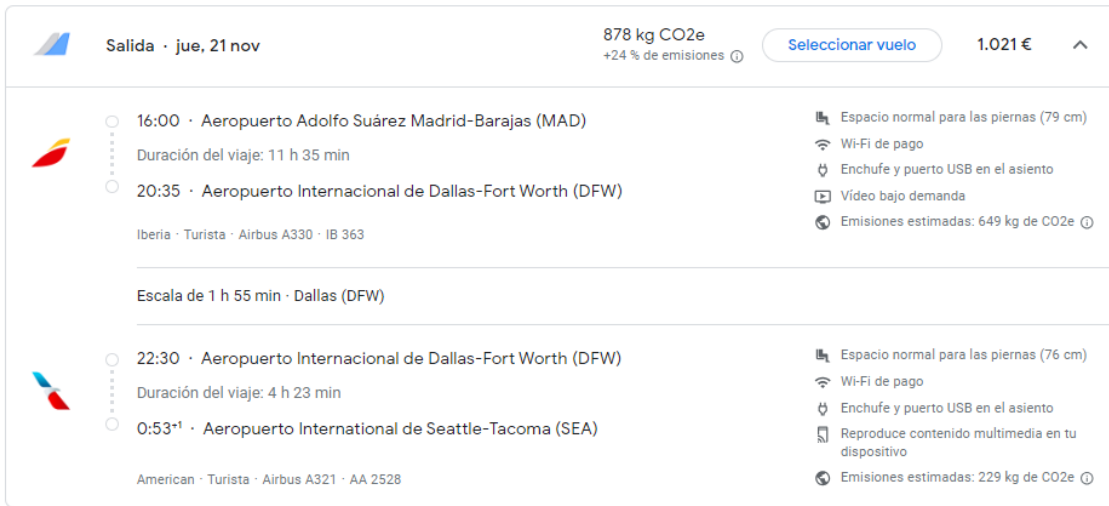 Salida · jue, 21 nov
878 kg CO2e
+24 % de emisiones
Seleccionar vuelo
1.021 €
16:00 · Aeropuerto Adolfo Suárez Madrid-Barajas (MAD)
Duración del viaje: 11 h 35 min
20:35 · Aeropuerto Internacional de Dallas-Fort Worth (DFW)
Iberia · Turista · Airbus A330 · IB 363
Espacio normal para las piernas (79 cm)
Wi-Fi de pago
Enchufe y puerto USB en el asiento
Vídeo bajo demanda
Emisiones estimadas: 649 kg de CO2e
Escala de 1 h 55 min · Dallas (DFW)
22:30 · Aeropuerto Internacional de Dallas-Fort Worth (DFW)
Duración del viaje: 4 h 23 min
0:53+1 · Aeropuerto International de Seattle-Tacoma (SEA)
American · Turista · Airbus A321 · AA 2528
Espacio normal para las piernas (76 cm)
Wi-Fi de pago
Enchufe y puerto USB en el asiento
Reproduce contenido multimedia en tu
dispositivo
Emisiones estimadas: 229 kg de CO2e